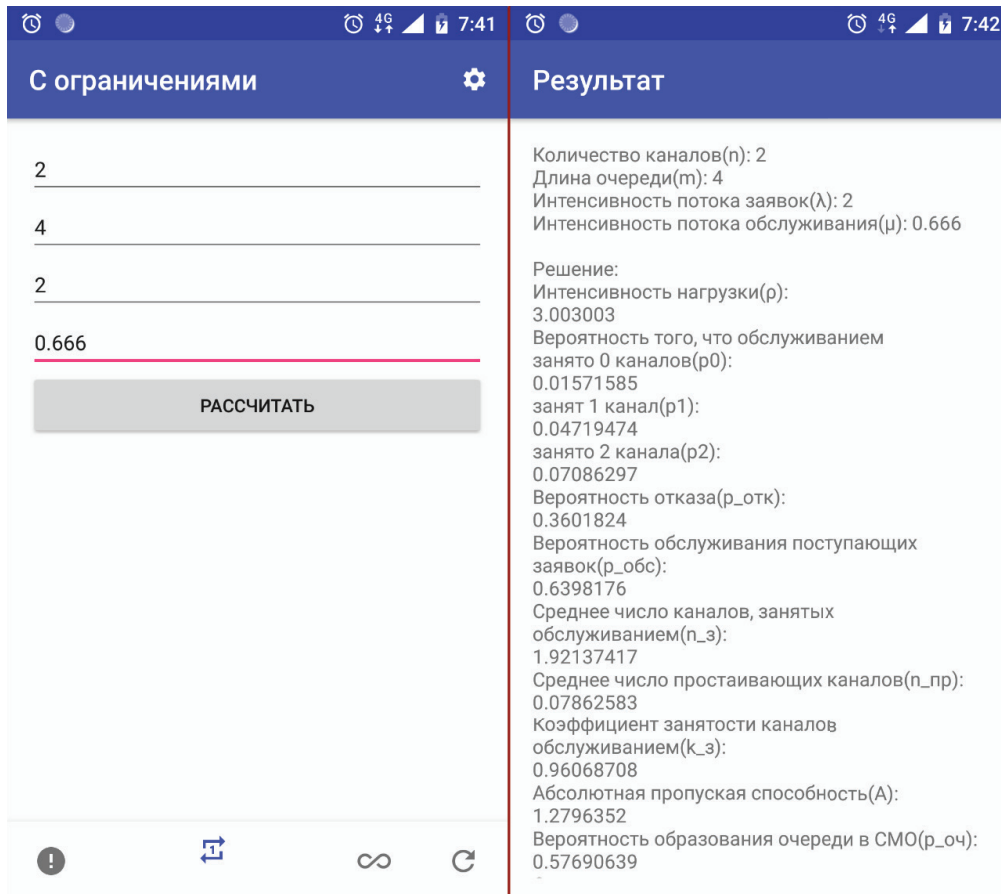 4G 7:41
С ограничениями
2
4
2
0.666
РАССЧИТАТЬ
1
4G 7:42
Результат
Количество каналов(n): 2
Длина очереди(m): 4
Интенсивность потока заявок(λ): 2
Интенсивность потока обслуживания(μ): 0.666
Решение:
Интенсивность нагрузки(ρ):
3.003003
Вероятность того, что обслуживанием
занято 0 каналов(p0):
0.01571585
занят 1 канал(p1):
0.04719474
занято 2 канала(p2):
0.07086297
Вероятность отказа(p_отк):
0.3601824
Вероятность обслуживания поступающих
заявок(p_обс):
0.6398176
Среднее число каналов, занятых
обслуживанием(n_з):
1.92137417
Среднее число простаивающих каналов(n_пр):
0.07862583
Коэффициент занятости каналов
обслуживанием(k_з):
0.96068708
Абсолютная пропуская способность(A):
1.2796352
Вероятность образования очереди в СМО(p_оч):
0.57690639